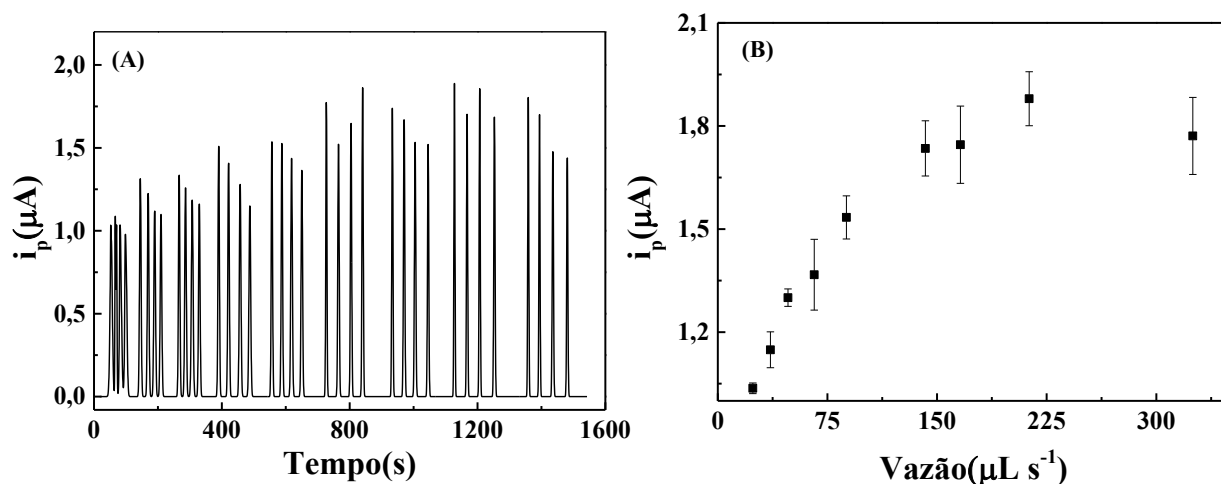 (A)
2,0
1,5
1,0
0,5
0,0
0 400 800 1200 1600
i_p(μA)
Tempo(s)
(B)
2,1
1,8
1,5
1,2
0 75 150 225 300
i_p(μA)
Vazão(μL s⁻¹)